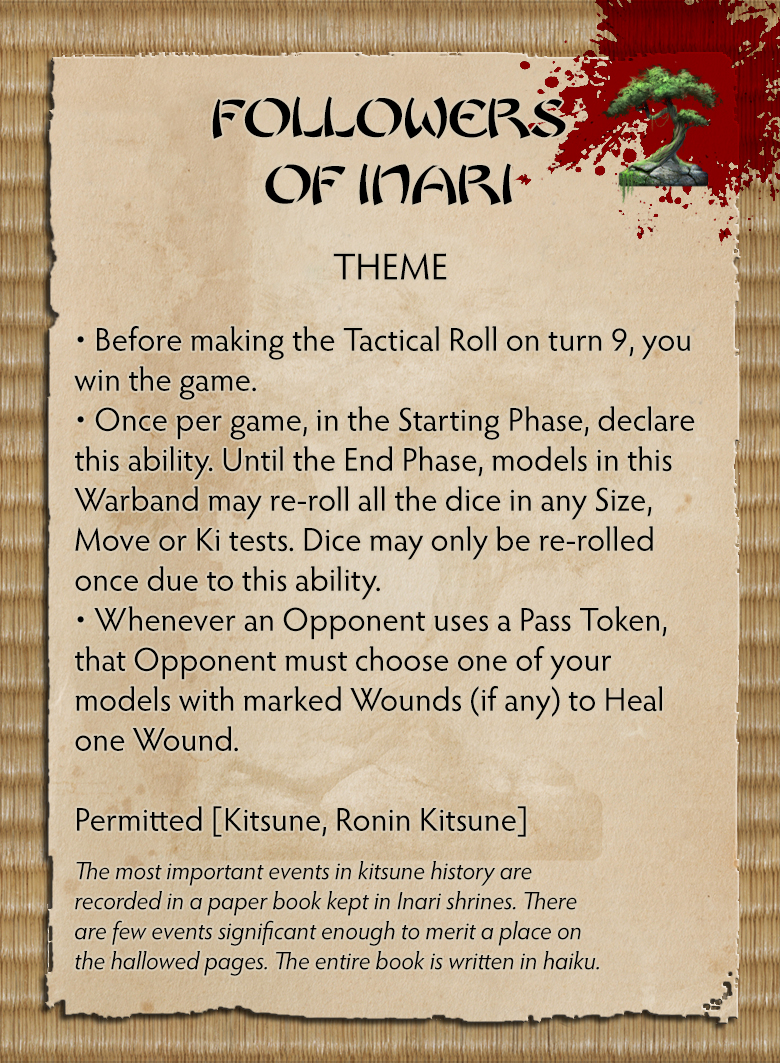 FOLLOWERS
OF INARI
THEME
• Before making the Tactical Roll on turn 9, you
win the game.
• Once per game, in the Starting Phase, declare
this ability. Until the End Phase, models in this
Warband may re-roll all the dice in any Size,
Move or Ki tests. Dice may only be re-rolled
once due to this ability.
• Whenever an Opponent uses a Pass Token,
that Opponent must choose one of your
models with marked Wounds (if any) to Heal
one Wound.
Permitted [Kitsune, Ronin Kitsune]
The most important events in kitsune history are
recorded in a paper book kept in Inari shrines. There
are few events significant enough to merit a place on
the hallowed pages. The entire book is written in haiku.